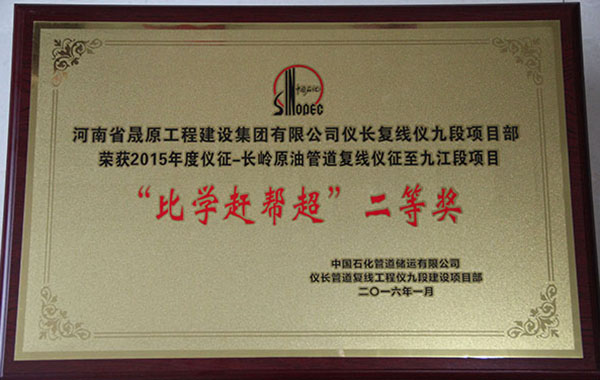 中国石化
SINOPEC
河南省晟原工程建设集团有限公司仪长复线仪九段项目部
荣获2015年度仪征-长岭原油管道复线仪征至九江段项目
“比学赶帮超”二等奖
中国石化管道储运有限公司
仪长管道复线工程仪九段建设项目部
二〇一六年一月